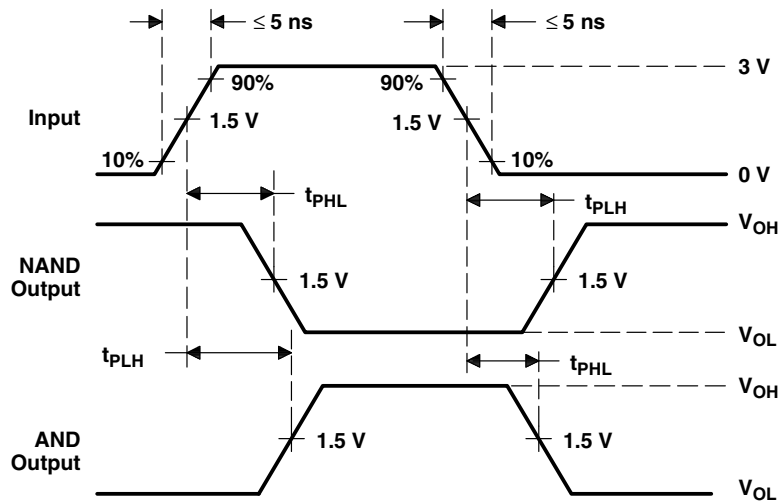 ≤ 5 ns ≤ 5 ns
3 V
90% 90%
Input 1.5 V 1.5 V
10% 10%
0 V
tPHL tPLH
VOH
NAND
Output
1.5 V 1.5 V
VOL
tPLH tPHL
VOH
AND
Output
1.5 V 1.5 V
VOL